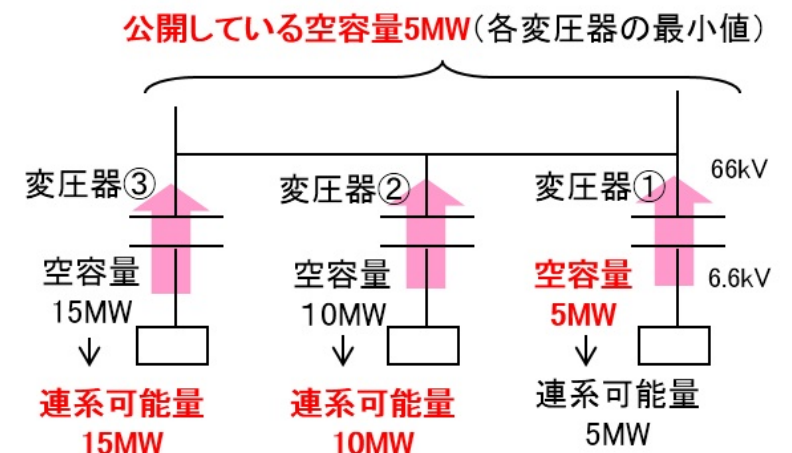 公開している空容量5MW(各変圧器の最小値)
変圧器③
変圧器②
変圧器①
66kV
空容量
15MW
空容量
10MW
空容量
5MW
6.6kV
連系可能量
15MW
連系可能量
10MW
連系可能量
5MW